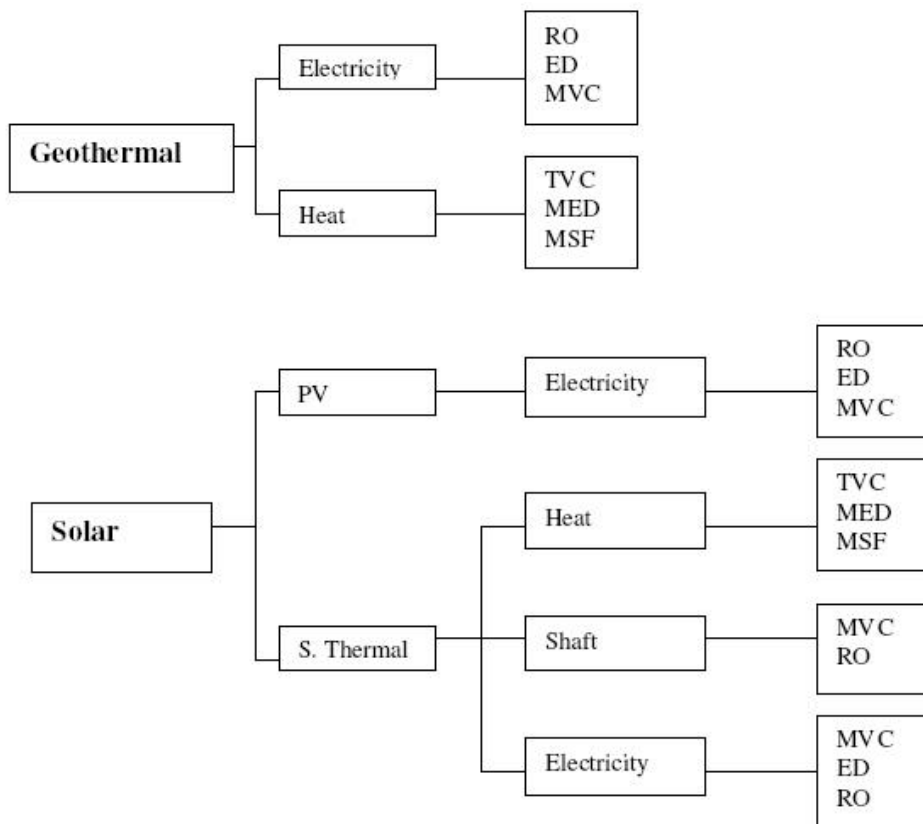 Geothermal
Electricity
RO
ED
MVC
Heat
TVC
MED
MSF
Solar
PV
Electricity
RO
ED
MVC
S. Thermal
Heat
TVC
MED
MSF
Shaft
MVC
RO
Electricity
MVC
ED
RO